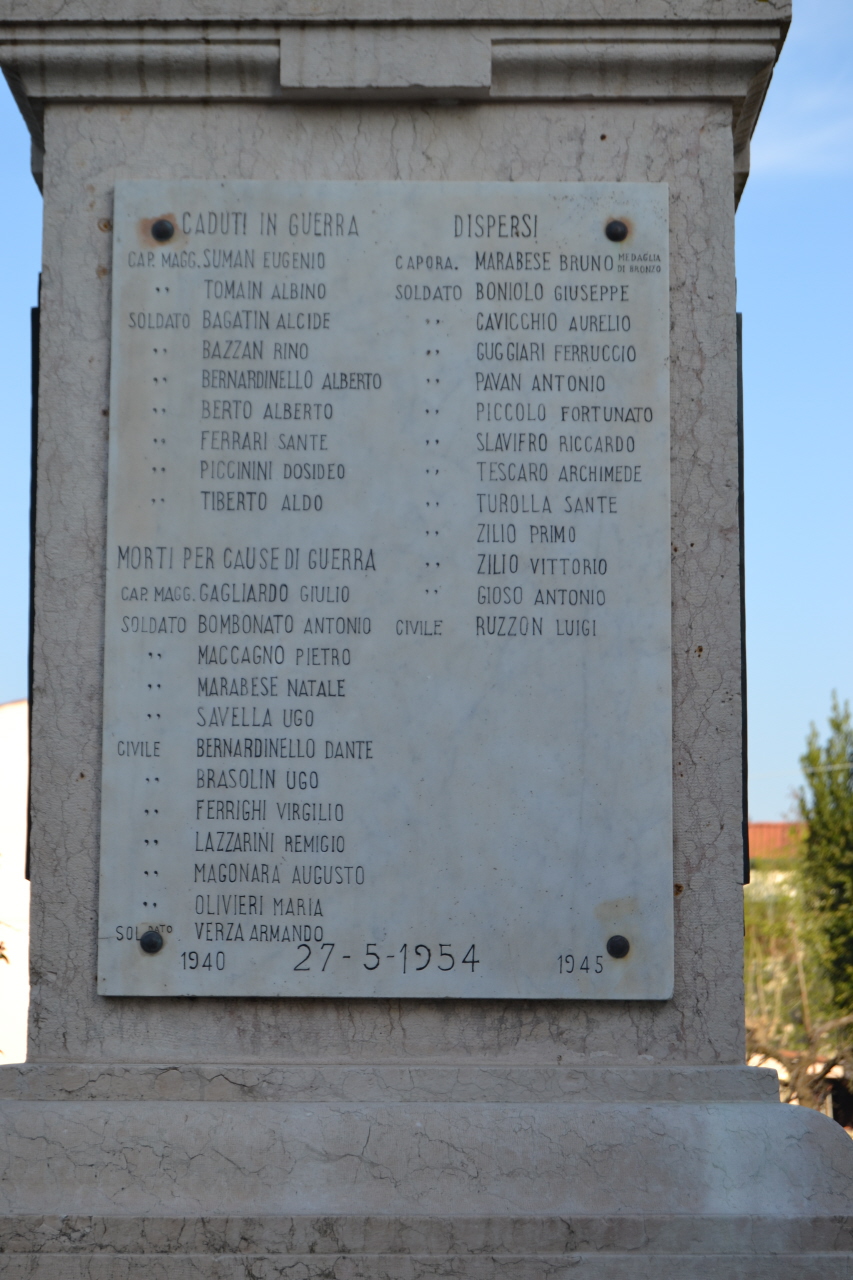 CADUTI IN GUERRA
CAP. MAGG. SUMAN EUGENIO
" TOMAIN ALBINO
SOLDATO BAGATIN ALCIDE
" BAZZAN RINO
" BERNARDINELLO ALBERTO
" BERTO ALBERTO
" FERRARI SANTE
" PICCININI DOSIDEO
" TIBERTO ALDO
MORTI PER CAUSE DI GUERRA
CAP. MAGG. GAGLIARDO GIULIO
SOLDATO BOMBONATO ANTONIO
" MACCAGNO PIETRO
" MARABESE NATALE
" SAVELLA UGO
CIVILE BERNARDINELLO DANTE
" BRASOLIN UGO
" FERRIGHI VIRGILIO
" LAZZARINI REMIGIO
" MAGONARA AUGUSTO
" OLIVIERI MARIA
SOLDATO VERZA ARMANDO
DISPERSI
CAPORA. MARABESE BRUNO MEDAGLIA DI BRONZO
SOLDATO BONIOLO GIUSEPPE
" CAVICCHIO AURELIO
" GUGGIARI FERRUCCIO
" PAVAN ANTONIO
" PICCOLO FORTUNATO
" SLAVIERO RICCARDO
" TESCARO ARCHIMEDE
" TUROLLA SANTE
" ZILIO PRIMO
" ZILIO VITTORIO
" GIOSO ANTONIO
CIVILE RUZZON LUIGI
1940 27-5-1954 1945